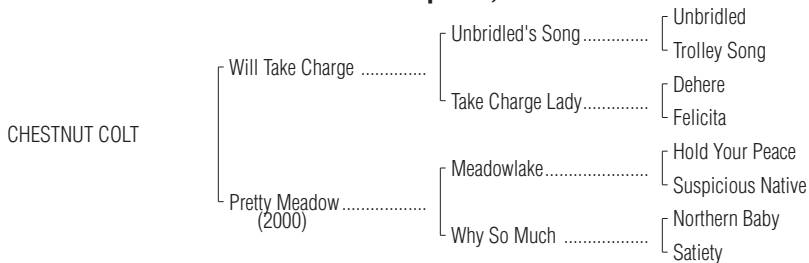 Unbridled
Unbridled's Song..............
Trolley Song
Will Take Charge ..............
Dehere
Take Charge Lady..............
Felicita
CHESTNUT COLT
Hold Your Peace
Meadowlake......................
Suspicious Native
Pretty Meadow..................
(2000)
Northern Baby
Why So Much ..................
Satiety